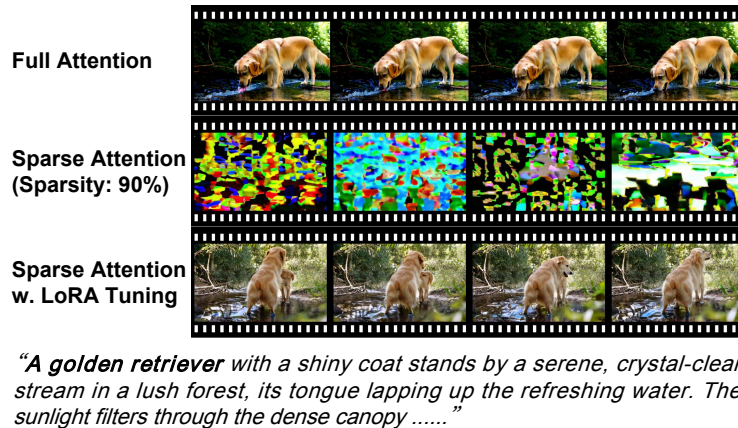 Full Attention
Sparse Attention
(Sparsity: 90%)
Sparse Attention
w. LoRA Tuning
“A golden retriever with a shiny coat stands by a serene, crystal-clear
stream in a lush forest, its tongue lapping up the refreshing water. The
sunlight filters through the dense canopy ......”